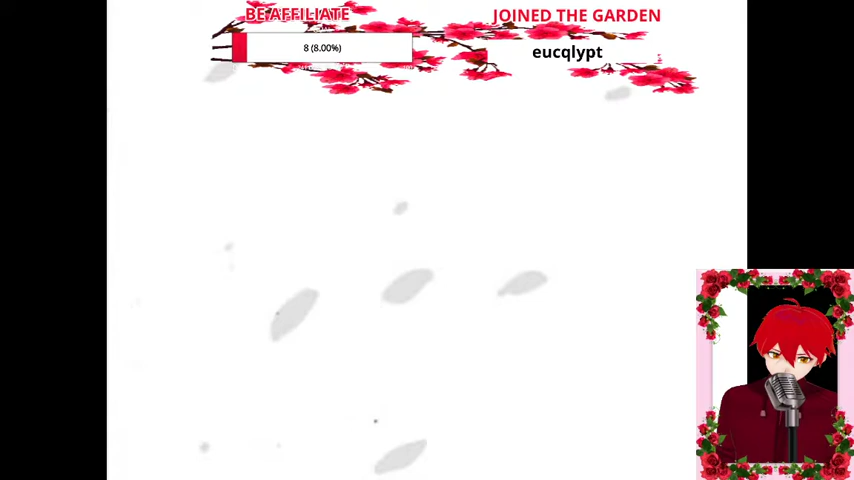 BE AFFILIATE
JOINED THE GARDEN
8 (8.00%)
eucqlypt